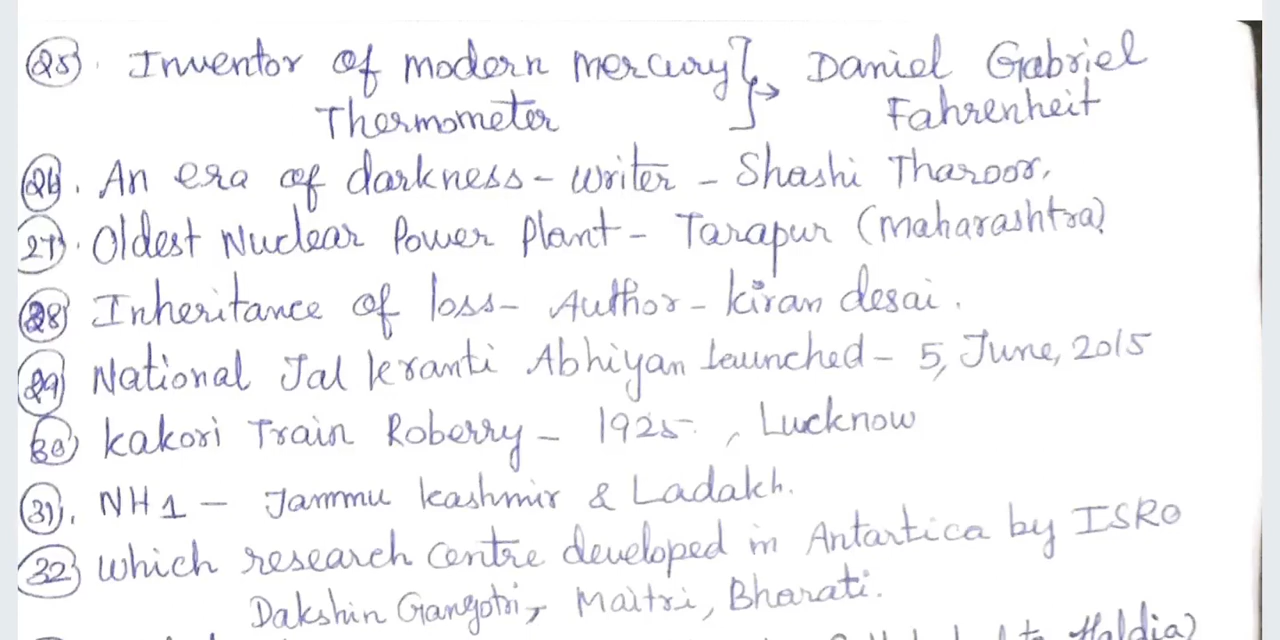 25. Inventor of modern mercury } → Daniel Gabriel
Thermometer Fahrenheit
26. An era of darkness - writer - Shashi Tharoor.
27. Oldest Nuclear Power Plant - Tarapur (Maharashtra)
28 Inheritance of loss - Author - kiran desai.
29 National Jal kranti Abhiyan launched - 5, June, 2015
30 kakori Train Roberry - 1925, Lucknow
31. NH1 - Jammu kashmir & Ladakh.
32 which research centre developed in Antartica by ISRO
Dakshin Gangotri, Maitri, Bharati.
to Haldia)